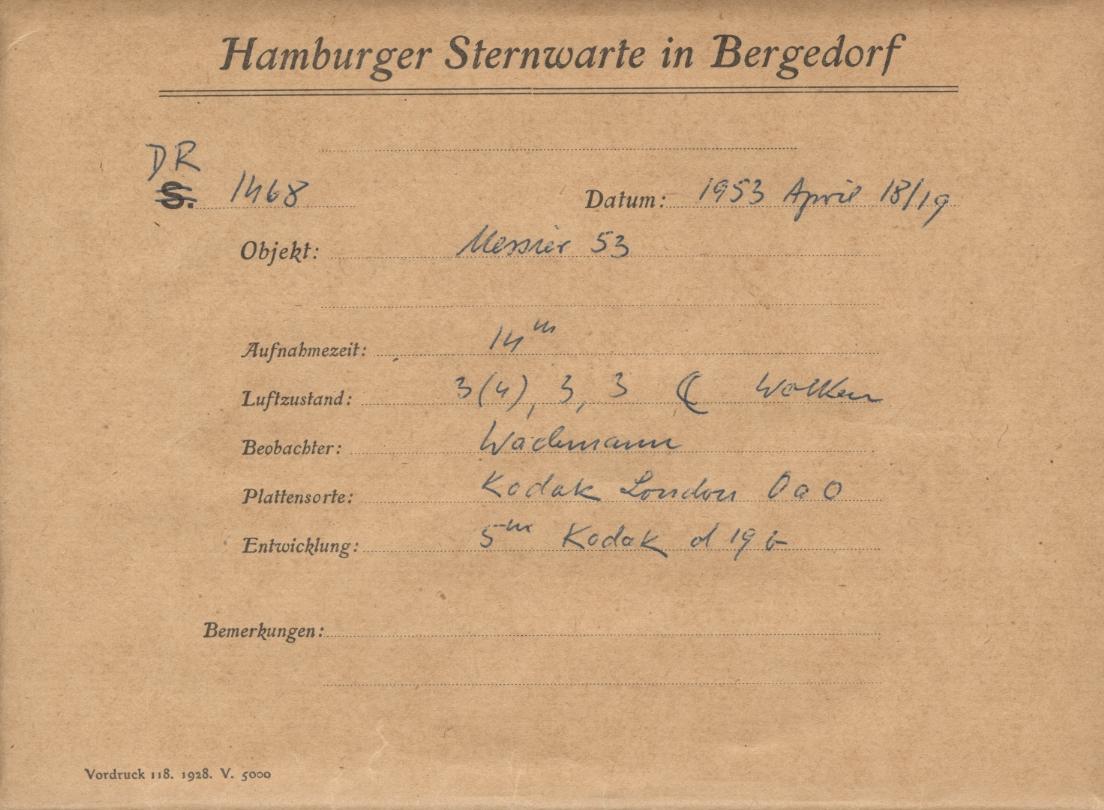 Hamburger Sternwarte in Bergedorf
DR
S. 1468 Datum: 1953 April 18/19
Objekt: Messier 53
Aufnahmezeit: 14ᵐ
Luftzustand: 3(4), 3, 3 ☾ Wolken
Beobachter: Wachmann
Plattensorte: Kodak London 0a0
Entwicklung: 5ᵐ Kodak d 19 b
Bemerkungen:
Vordruck 118. 1928. V. 5000